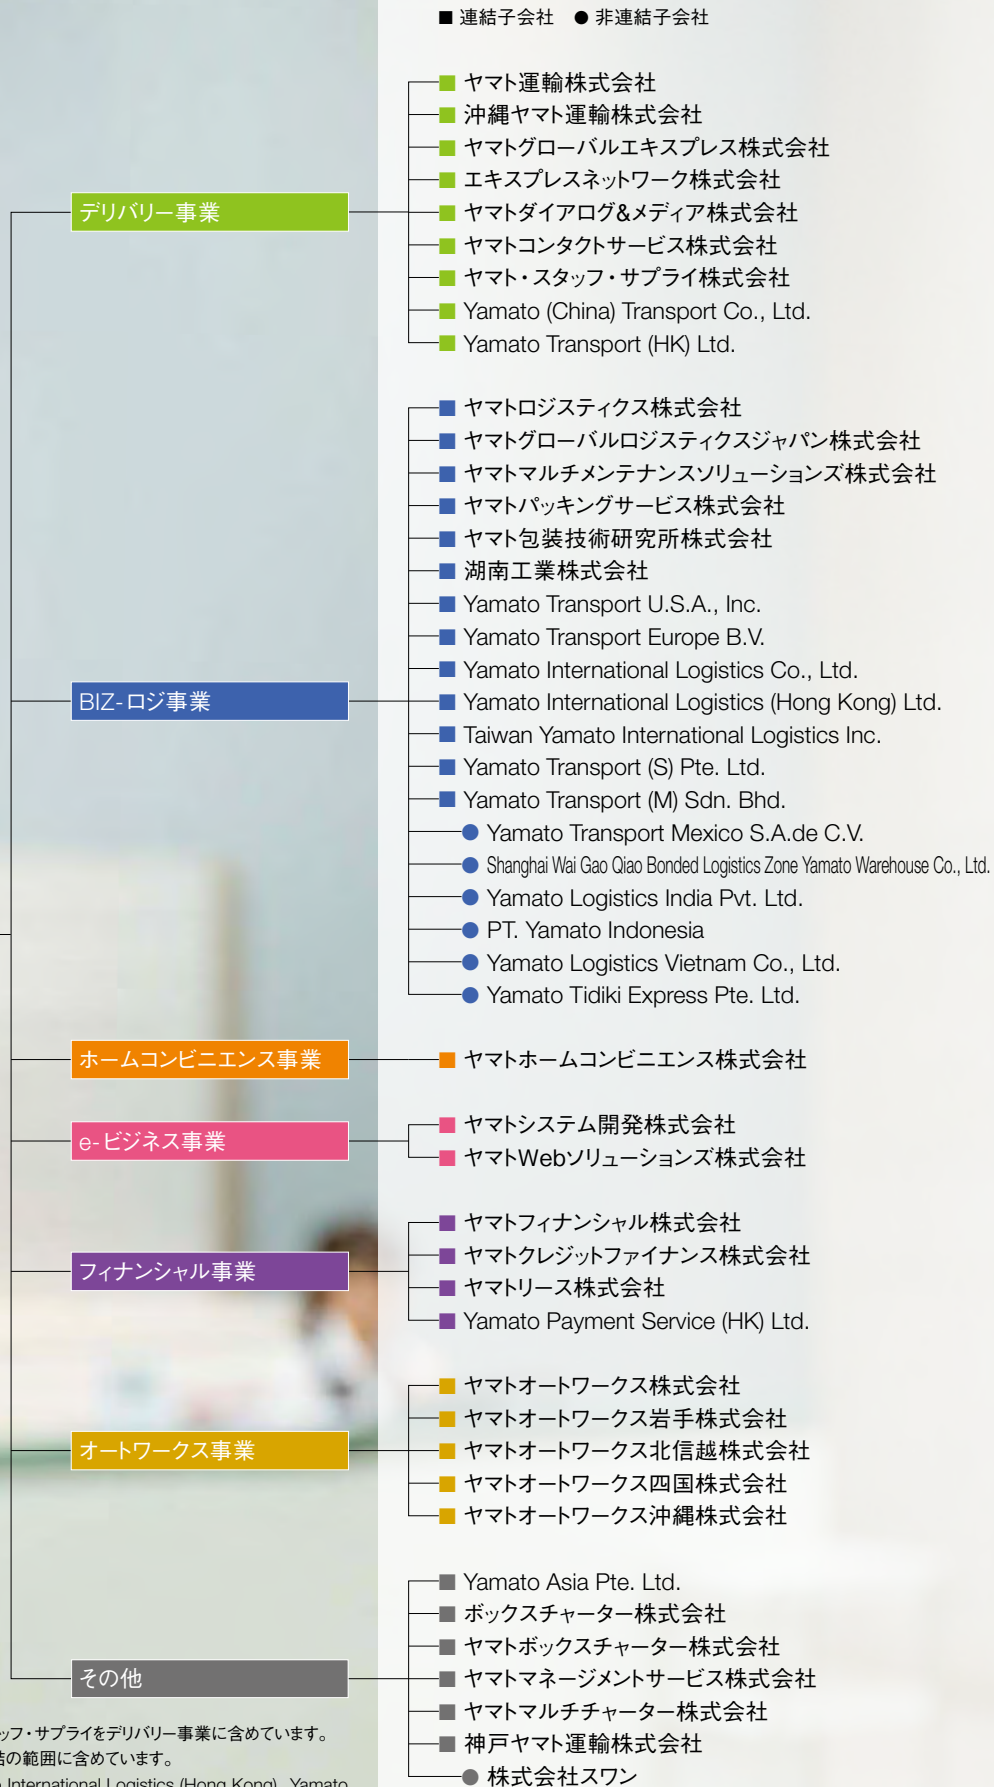 ■ 連結子会社 ● 非連結子会社
デリバリー事業
■ ヤマト運輸株式会社
■ 沖縄ヤマト運輸株式会社
■ ヤマトグローバルエキスプレス株式会社
■ エキスプレスネットワーク株式会社
■ ヤマトダイアログ&メディア株式会社
■ ヤマトコンタクトサービス株式会社
■ ヤマト・スタッフ・サプライ株式会社
■ Yamato (China) Transport Co., Ltd.
■ Yamato Transport (HK) Ltd.
BIZ-ロジ事業
■ ヤマトロジスティクス株式会社
■ ヤマトグローバルロジスティクスジャパン株式会社
■ ヤマトマルチメンテナンスソリューションズ株式会社
■ ヤマトパッキングサービス株式会社
■ ヤマト包装技術研究所株式会社
■ 湖南工業株式会社
■ Yamato Transport U.S.A., Inc.
■ Yamato Transport Europe B.V.
■ Yamato International Logistics Co., Ltd.
■ Yamato International Logistics (Hong Kong) Ltd.
■ Taiwan Yamato International Logistics Inc.
■ Yamato Transport (S) Pte. Ltd.
■ Yamato Transport (M) Sdn. Bhd.
● Yamato Transport Mexico S.A.de C.V.
● Shanghai Wai Gao Qiao Bonded Logistics Zone Yamato Warehouse Co., Ltd.
● Yamato Logistics India Pvt. Ltd.
● PT. Yamato Indonesia
● Yamato Logistics Vietnam Co., Ltd.
● Yamato Tidiki Express Pte. Ltd.
ホームコンビニエンス事業
■ ヤマトホームコンビニエンス株式会社
e-ビジネス事業
■ ヤマトシステム開発株式会社
■ ヤマトWebソリューションズ株式会社
フィナンシャル事業
■ ヤマトフィナンシャル株式会社
■ ヤマトクレジットファイナンス株式会社
■ ヤマトリース株式会社
■ Yamato Payment Service (HK) Ltd.
オートワークス事業
■ ヤマトオートワークス株式会社
■ ヤマトオートワークス岩手株式会社
■ ヤマトオートワークス北信越株式会社
■ ヤマトオートワークス四国株式会社
■ ヤマトオートワークス沖縄株式会社
その他
■ Yamato Asia Pte. Ltd.
■ ボックスチャーター株式会社
■ ヤマトボックスチャーター株式会社
■ ヤマトマネージメントサービス株式会社
■ ヤマトマルチチャーター株式会社
■ 神戸ヤマト運輸株式会社
● 株式会社スワン
ッフ・サプライをデリバリー事業に含めています。
結の範囲に含めています。
International Logistics (Hong Kong), Yamato